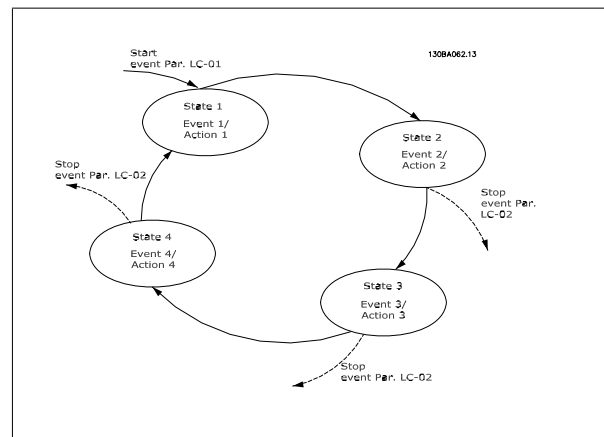 Start
event Par. LC-01
130BA062.13
State 1
Event 1/
Action 1
State 2
Event 2/
Action 2
Stop
event Par. LC-02
Stop
event Par.
LC-02
State 4
Event 4/
Action 4
State 3
Event 3/
Action 3
Stop
event Par. LC-02